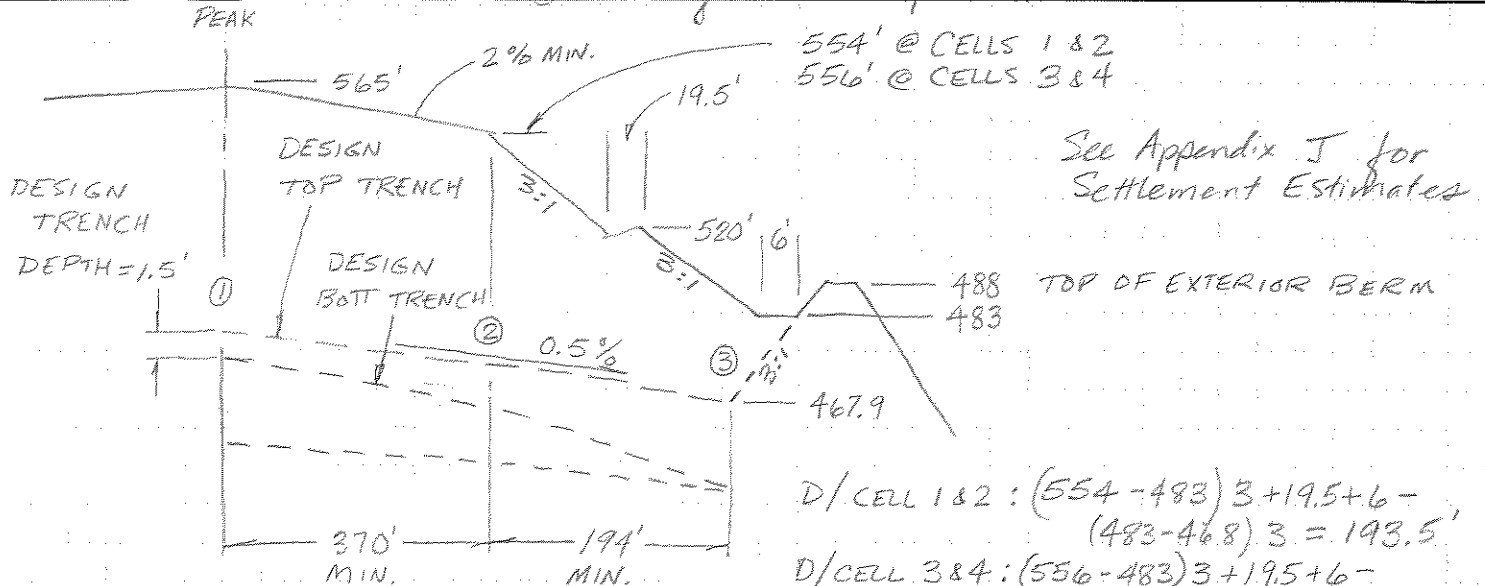 PEAK
565'
2% MIN.
554' @ CELLS 1 & 2
556' @ CELLS 3 & 4
19.5'
See Appendix J for
Settlement Estimates
DESIGN
TOP TRENCH
DESIGN
TRENCH
DEPTH = 1.5'
3:1
520'
6'
3:1
DESIGN
BOTT TRENCH
488 TOP OF EXTERIOR BERM
483
①
②
0.5%
③
467.9
D/CELL 1 & 2 : (554 - 483) 3 + 19.5 + 6 -
(483 - 468) 3 = 193.5'
370'
MIN.
194'
MIN.
D/CELL 3 & 4 : (556 - 483) 3 + 19.5 + 6 -